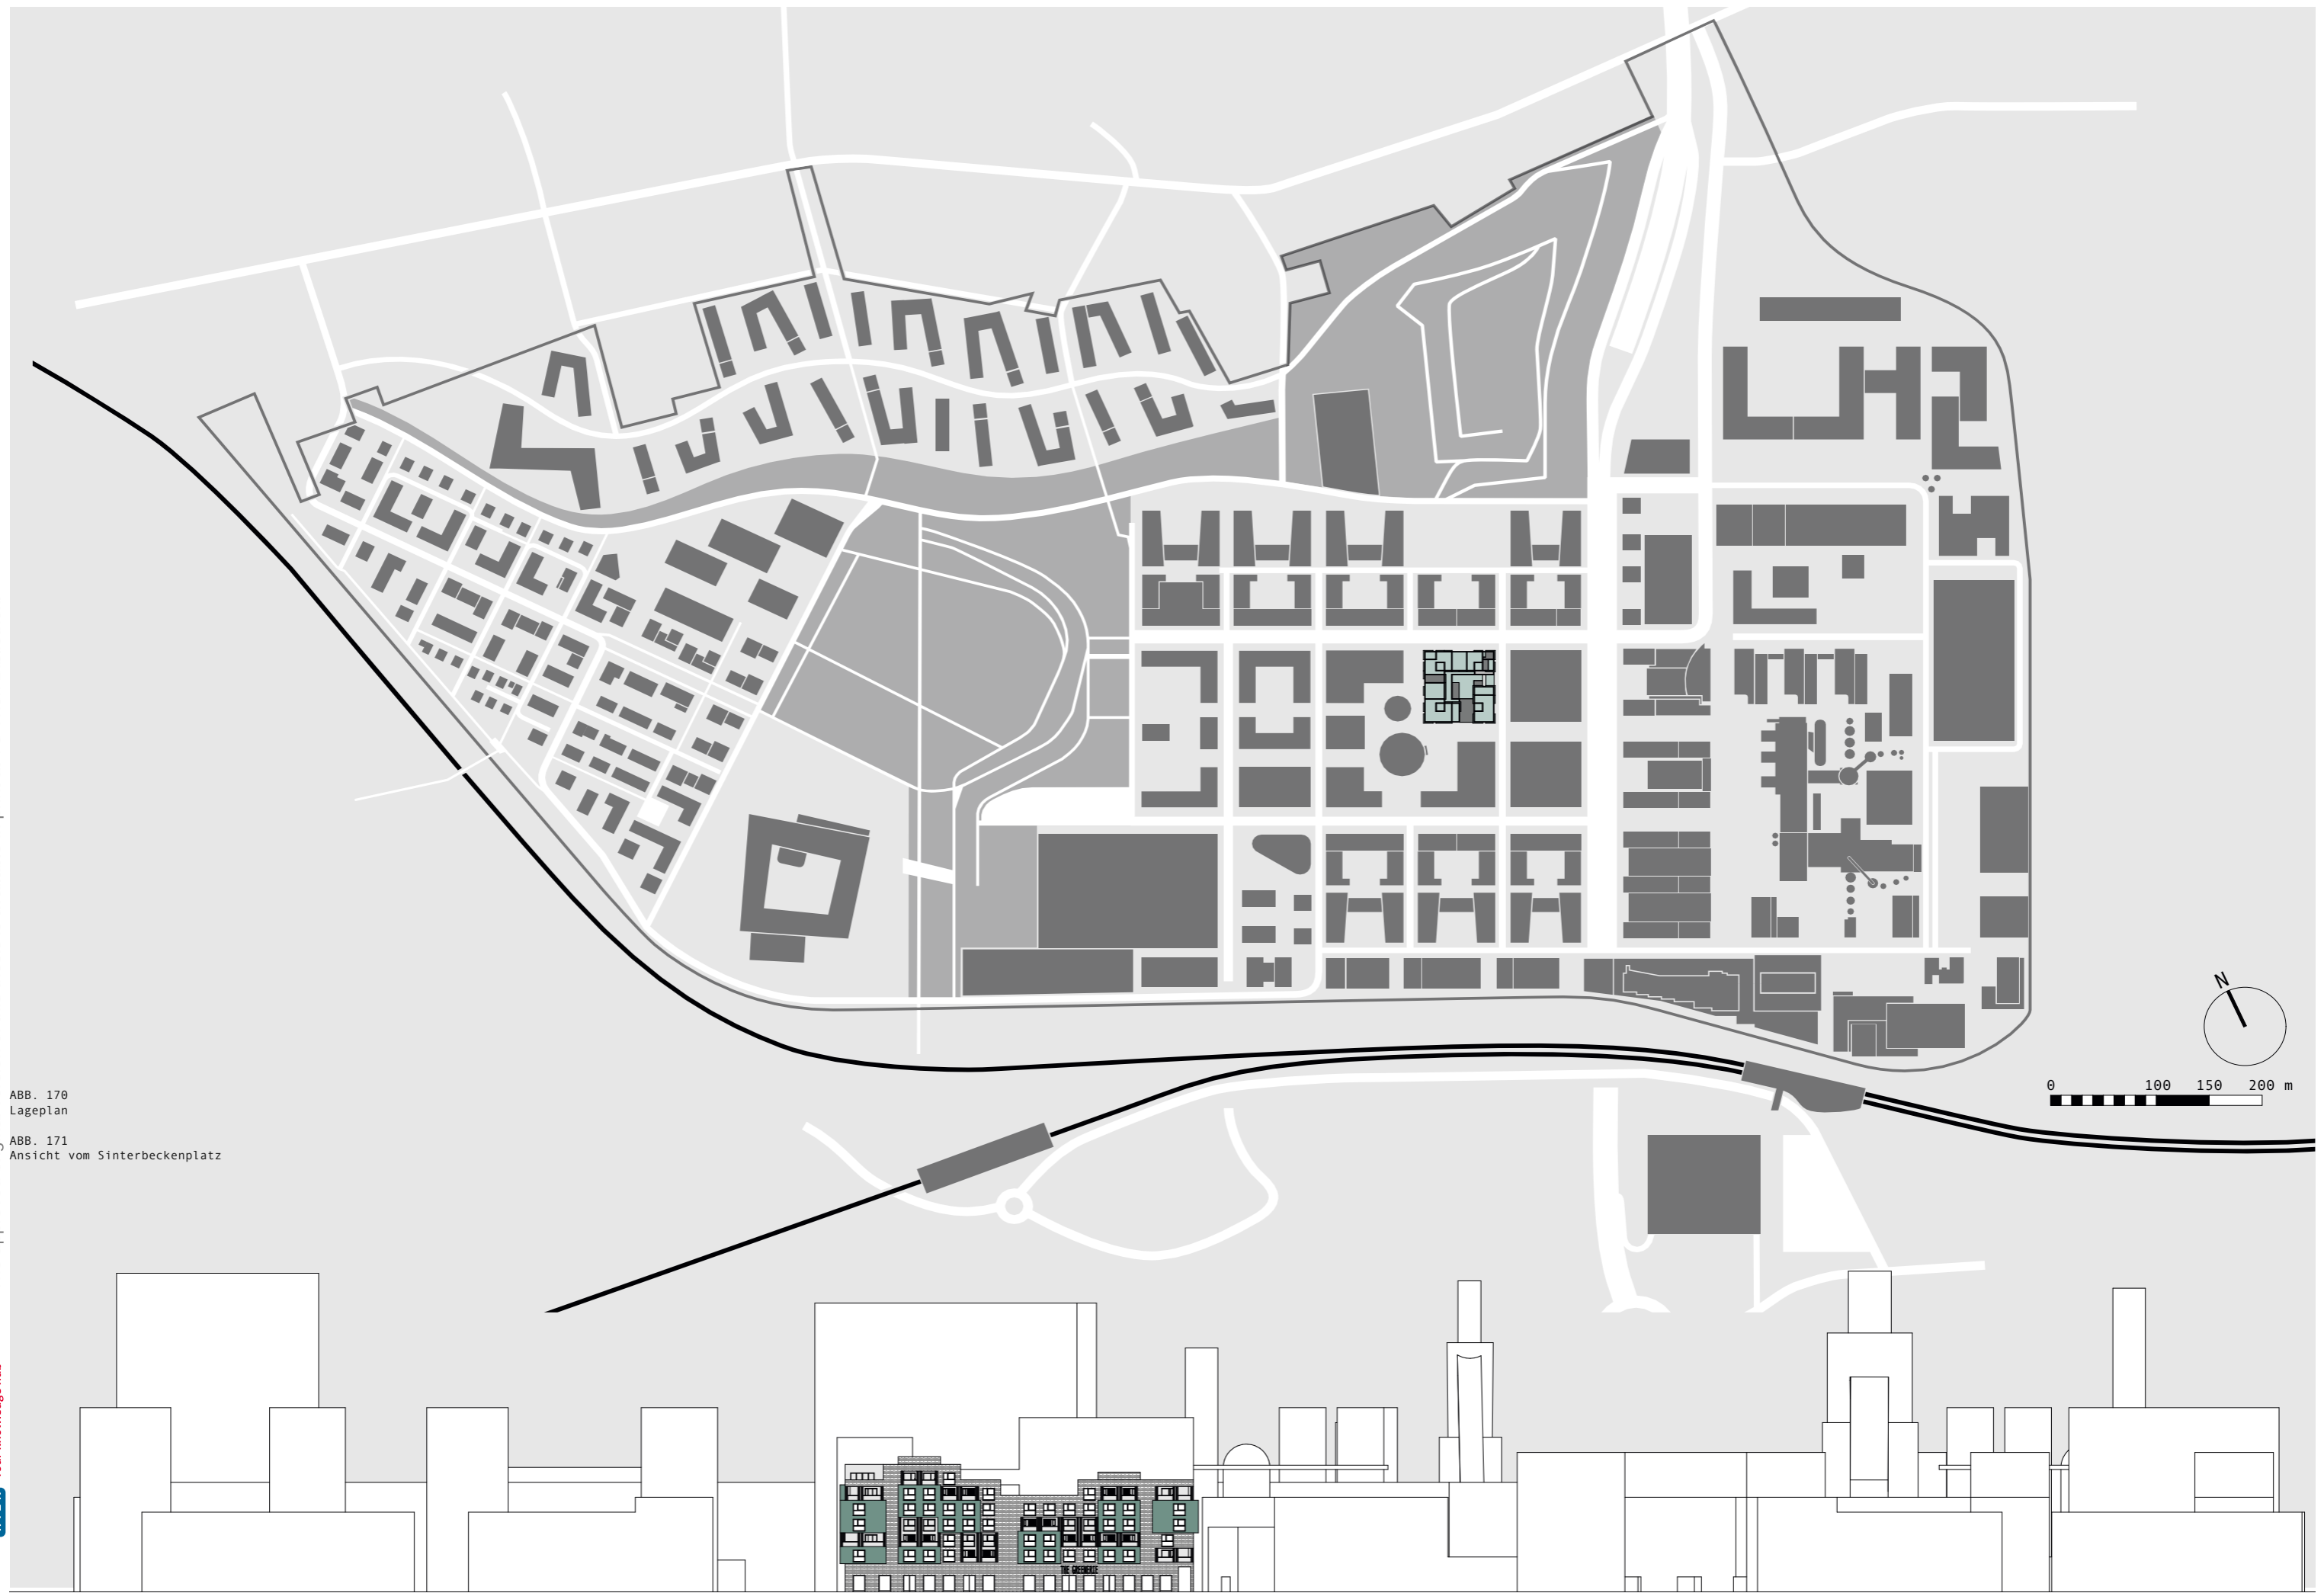 N
0 100 150 200 m
ABB. 170
Lageplan
ABB. 171
Ansicht vom Sinterbeckenplatz